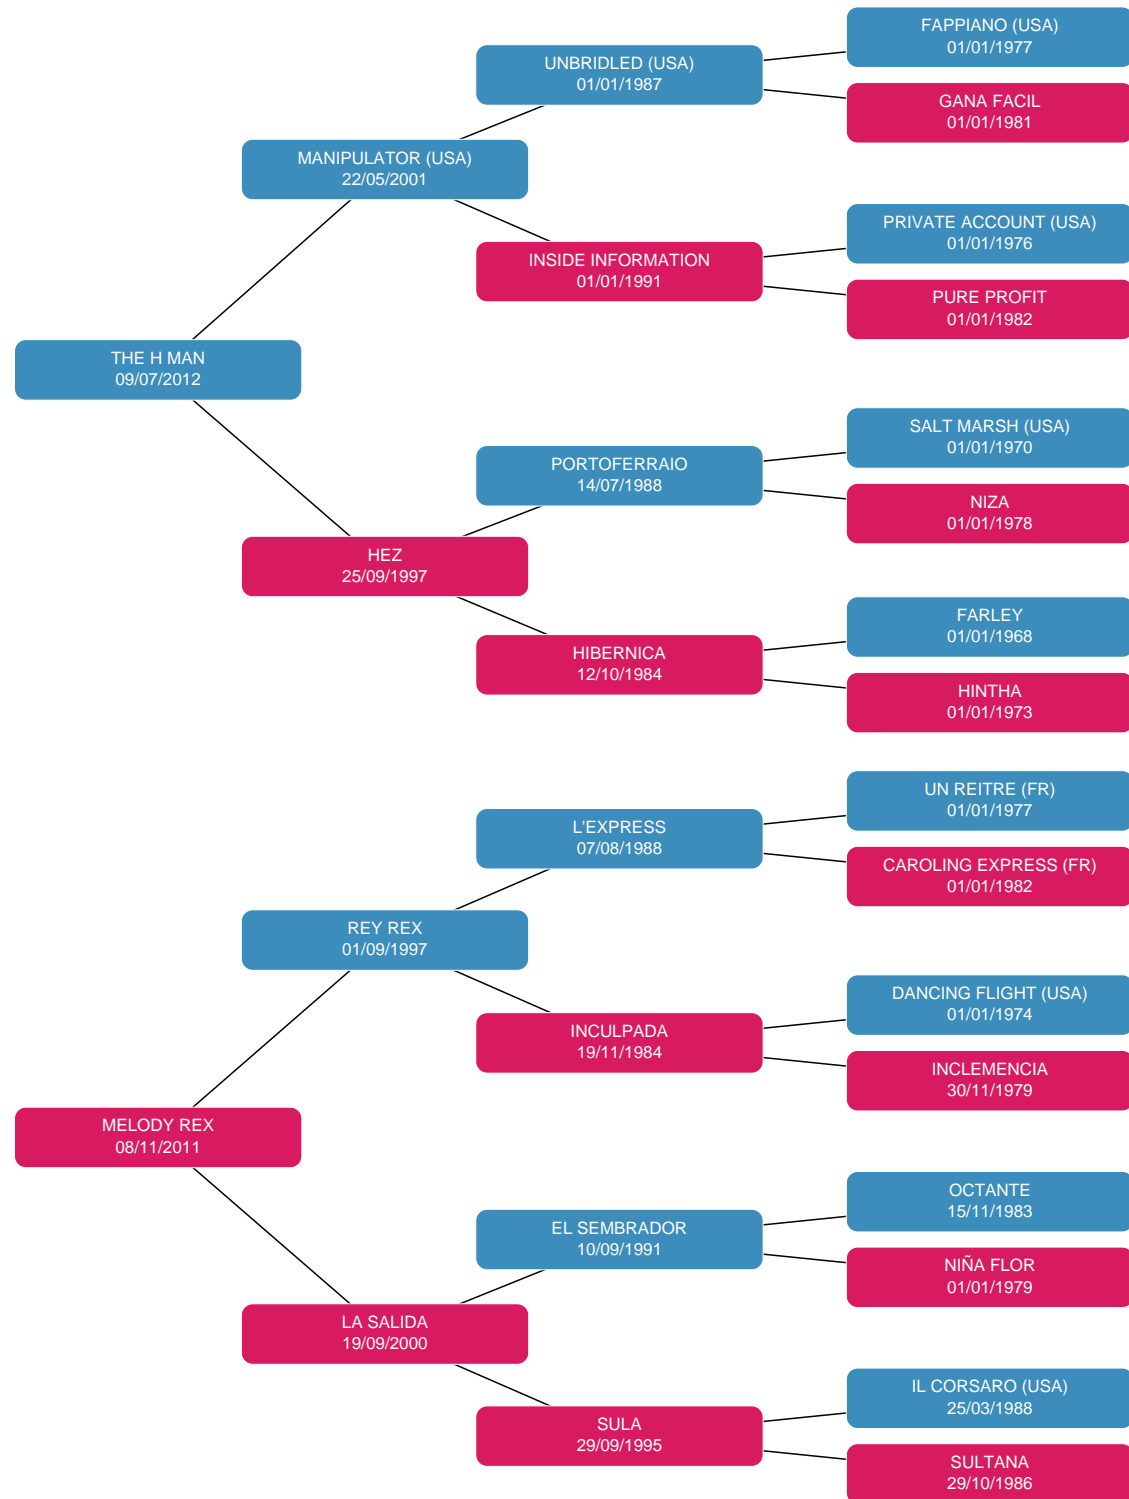 FAPPIANO (USA)
01/01/1977
UNBRIDLED (USA)
01/01/1987
GANA FACIL
01/01/1981
MANIPULATOR (USA)
22/05/2001
PRIVATE ACCOUNT (USA)
01/01/1976
INSIDE INFORMATION
01/01/1991
PURE PROFIT
01/01/1982
THE H MAN
09/07/2012
SALT MARSH (USA)
01/01/1970
PORTOFERRAIO
14/07/1988
NIZA
01/01/1978
HEZ
25/09/1997
FARLEY
01/01/1968
HIBERNICA
12/10/1984
HINTHA
01/01/1973
UN REITRE (FR)
01/01/1977
L'EXPRESS
07/08/1988
CAROLING EXPRESS (FR)
01/01/1982
REY REX
01/09/1997
DANCING FLIGHT (USA)
01/01/1974
INCULPADA
19/11/1984
INCLEMENCIA
30/11/1979
MELODY REX
08/11/2011
OCTANTE
15/11/1983
EL SEMBRADOR
10/09/1991
NIÑA FLOR
01/01/1979
LA SALIDA
19/09/2000
IL CORSARO (USA)
25/03/1988
SULA
29/09/1995
SULTANA
29/10/1986